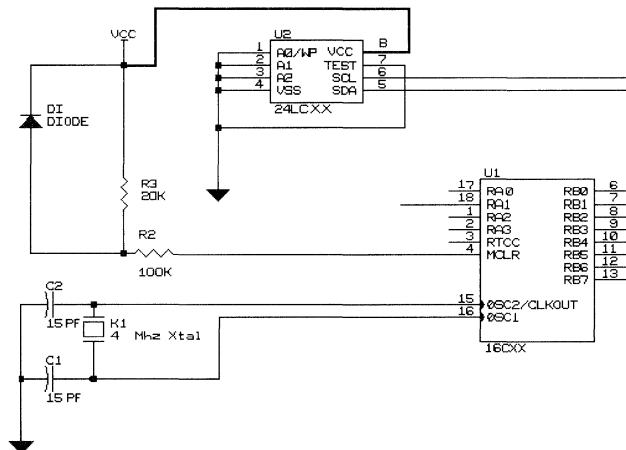 VCC
U2
1 A0/WP VCC 8
2 A1 TEST 7
3 A2 SCL 6
4 VSS SDA 5
24LCXX
D1
DIODE
R3
20K
R2
100K
U1
17 RA0 RB0 6
18 RA1 RB1 7
1 RA2 RB2 8
2 RA3 RB3 9
3 RTCC RB4 10
4 MCLR RB5 11
RB6 12
RB7 13
15 OSC2/CLKOUT
16 OSC1
16CXX
C2
15 PF
K1
4 Mhz Xtal
C1
15 PF